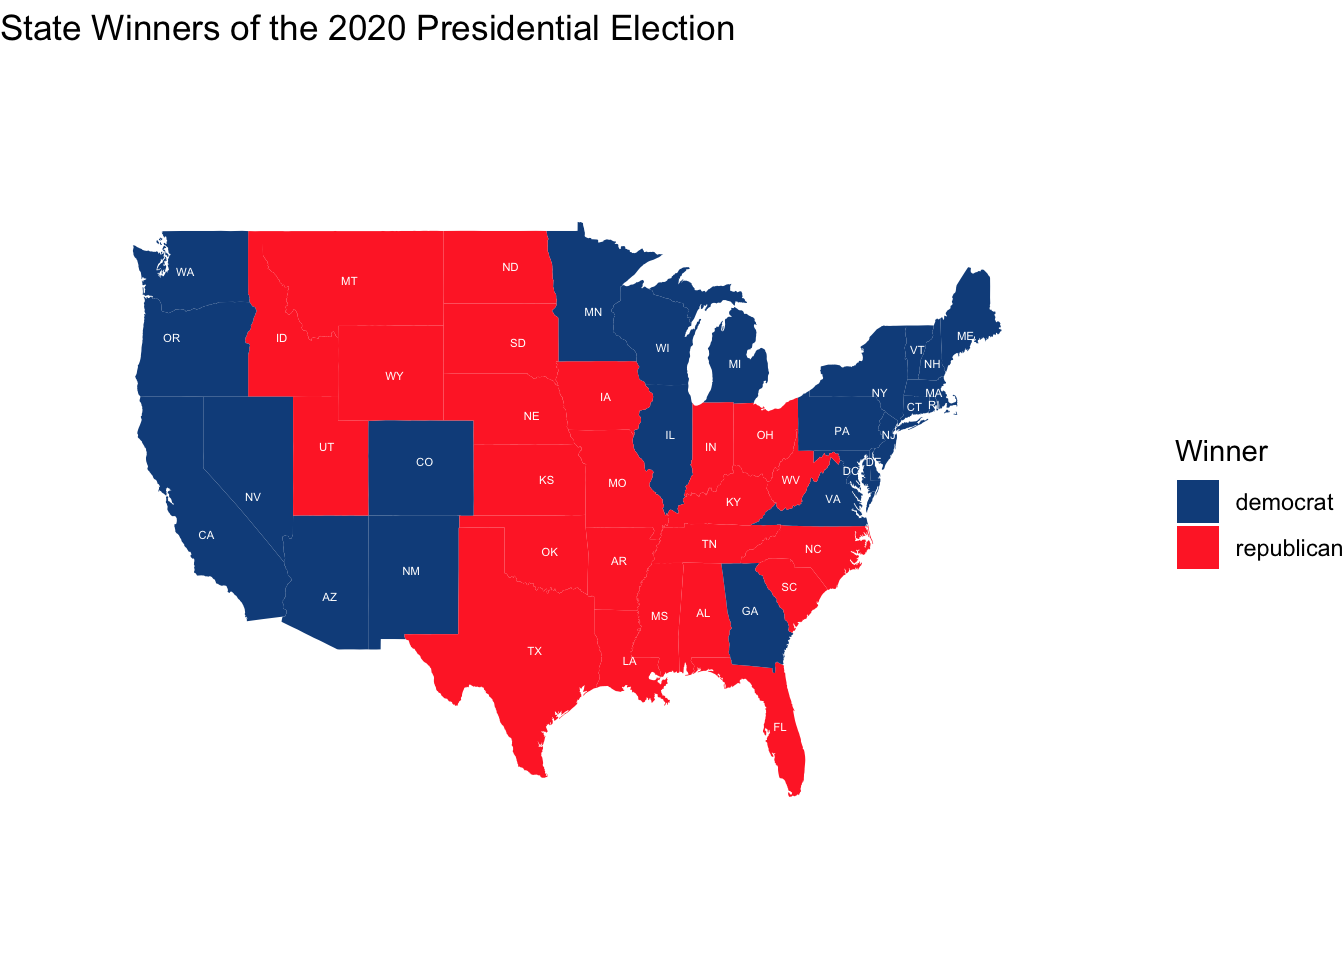 State Winners of the 2020 Presidential Election
WA
MT
ND
MN
OR
ID
SD
WI
MI
VT
ME
NH
WY
IA
NY
MA
CT
RI
NE
UT
CO
IL
IN
OH
PA
NJ
KS
MO
WV
DC
DE
NV
KY
VA
CA
OK
TN
NC
NM
AR
AZ
SC
MS
AL
GA
TX
LA
FL
Winner
democrat
republican